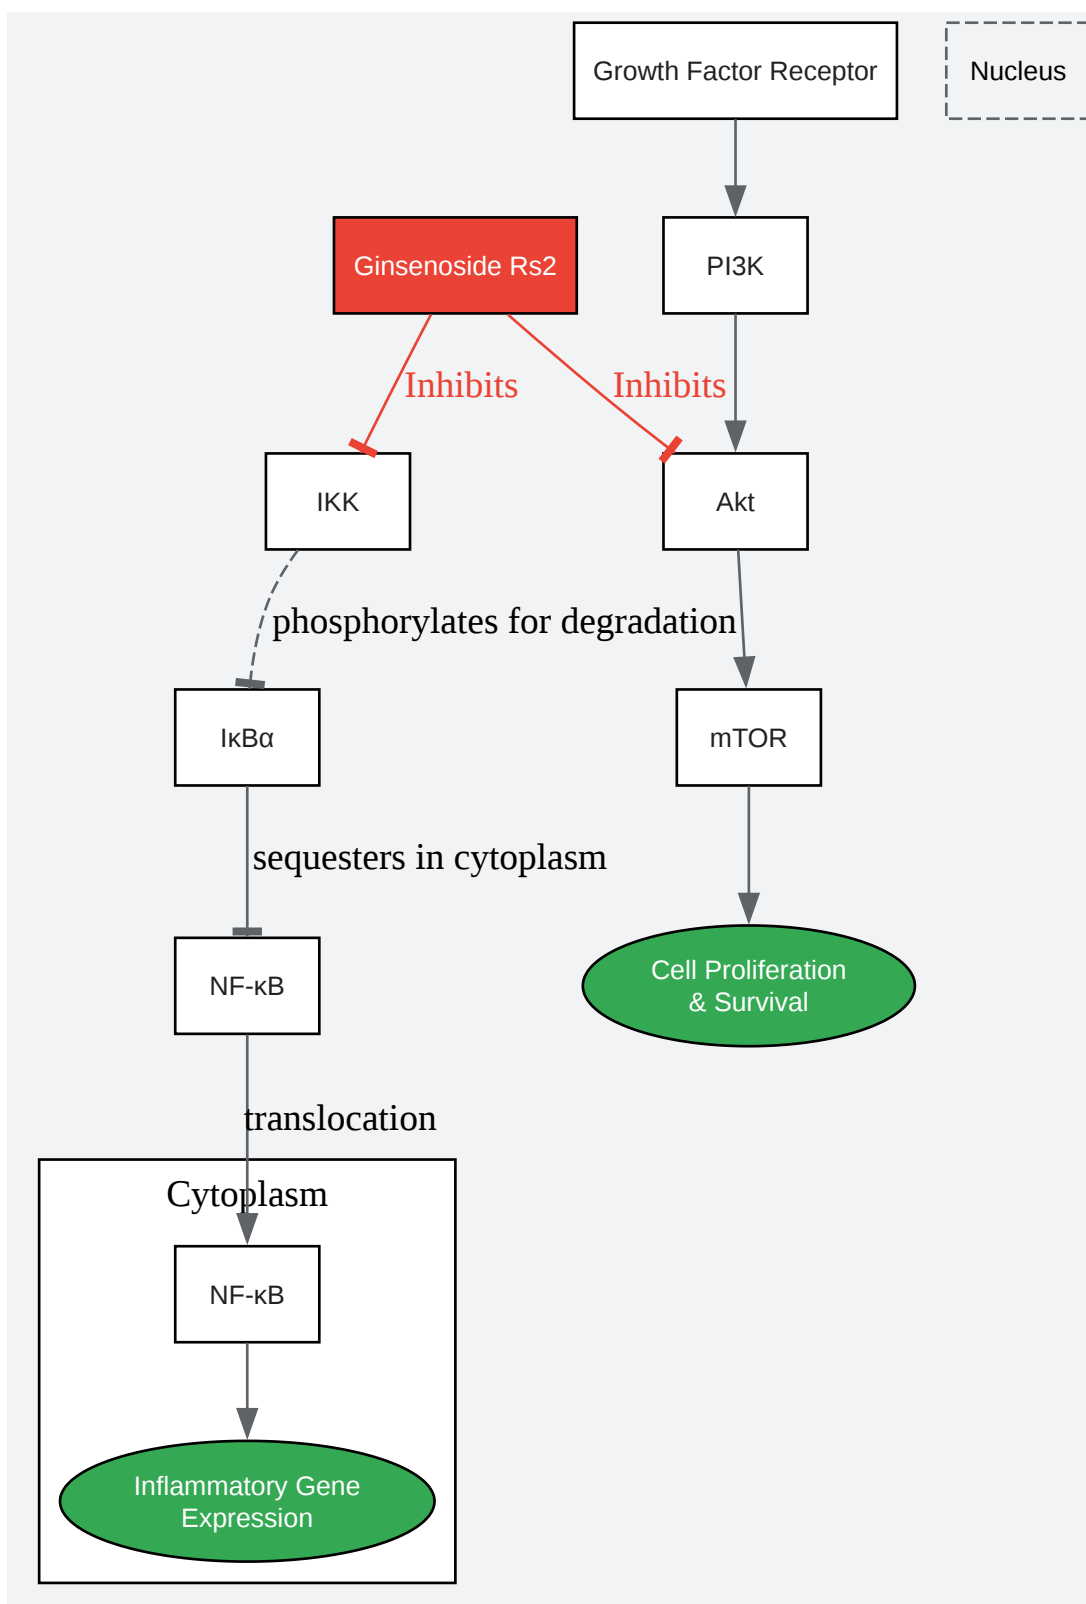 Growth Factor Receptor
Nucleus
Ginsenoside Rs2
PI3K
Inhibits
Inhibits
IKK
Akt
phosphorylates for degradation
IκBα
mTOR
sequesters in cytoplasm
NF-κB
Cell Proliferation
& Survival
translocation
Cytoplasm
NF-κB
Inflammatory Gene
Expression